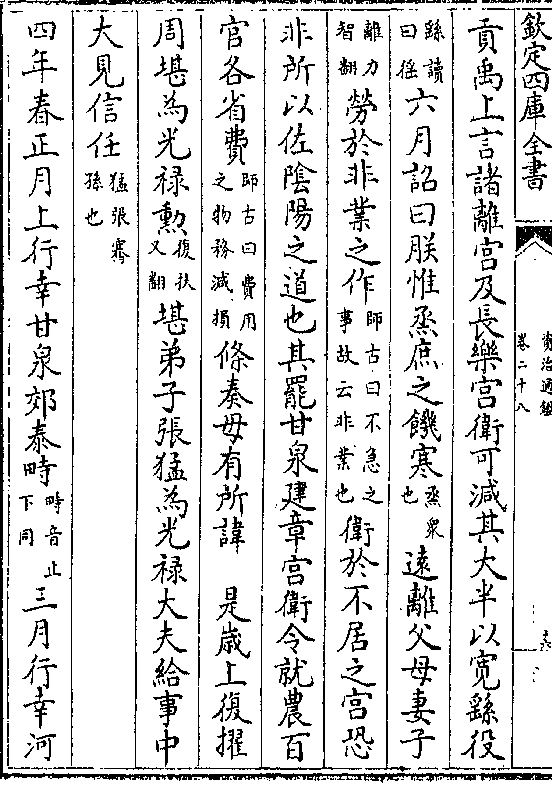 欽定四庫全書
資治通鑑
卷二十八
貢禹上言諸離宮及長樂宮衛可減其大半以寛繇役
繇讀曰徭六月詔曰朕惟烝庶之饑寒烝衆也逺離父母妻子
離力智翻勞於非業之作師古曰不急之事故云非業也衛於不居之宮恐
非所以佐隂陽之道也其罷甘泉建章宮衛令就農百
官各省費師古曰費用之物務減損條奏毋有所諱 是歳上復擢
周堪為光禄勲復扶又翻堪弟子張猛為光禄大夫給事中
大見信任猛張騫孫也
四年春正月上行幸甘泉郊泰畤畤音止下同三月行幸河